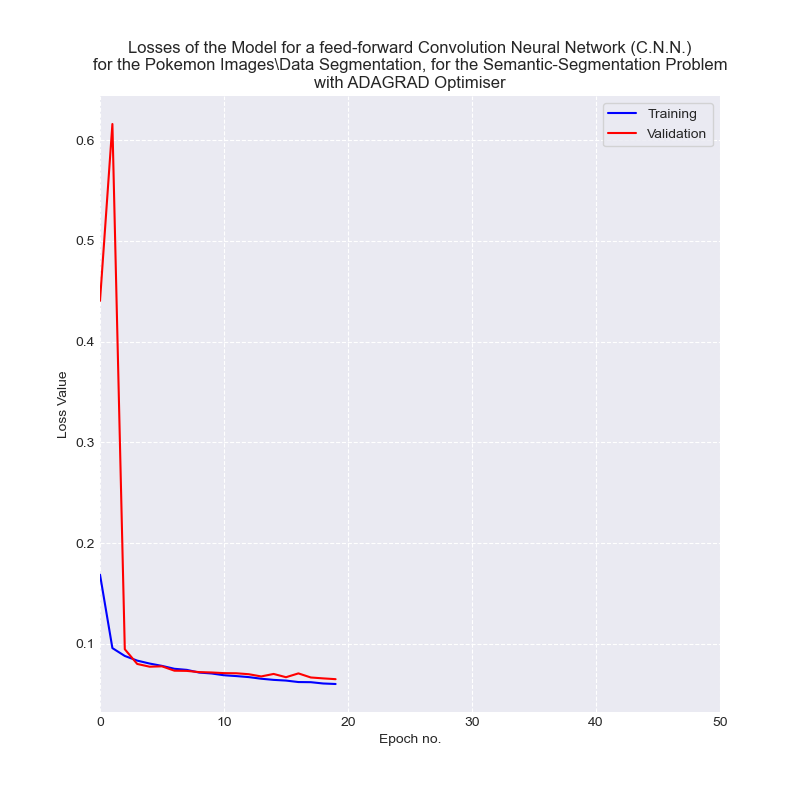 Losses of the Model for a feed-forward Convolution Neural Network (C.N.N.)
for the Pokemon Images\Data Segmentation, for the Semantic-Segmentation Problem
with ADAGRAD Optimiser
Training
Validation
0.6
0.5
0.4
0.3
0.2
0.1
Loss Value
0 10 20 30 40 50
Epoch no.